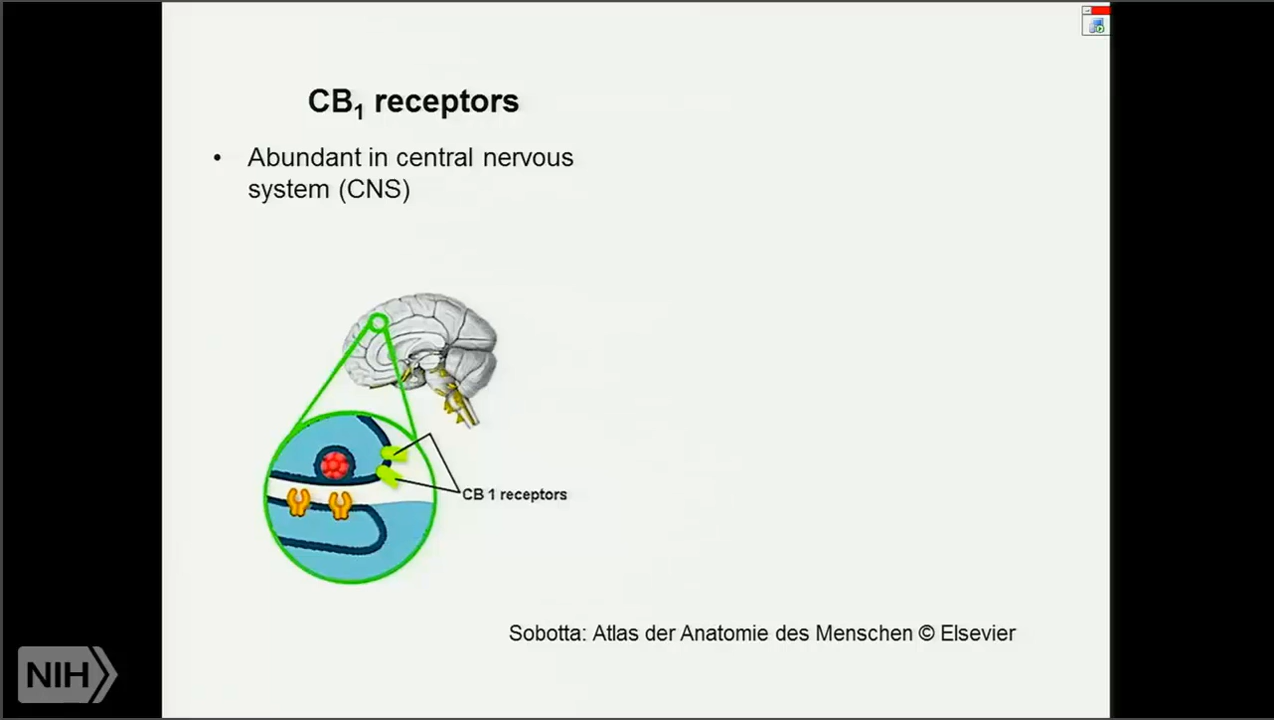 CB₁ receptors
• Abundant in central nervous
system (CNS)
CB 1 receptors
Sobotta: Atlas der Anatomie des Menschen © Elsevier
NIH